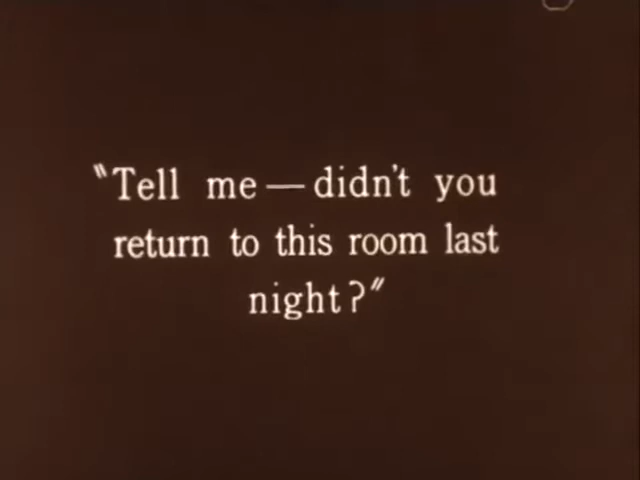 "Tell me — didn't you
return to this room last
night?"